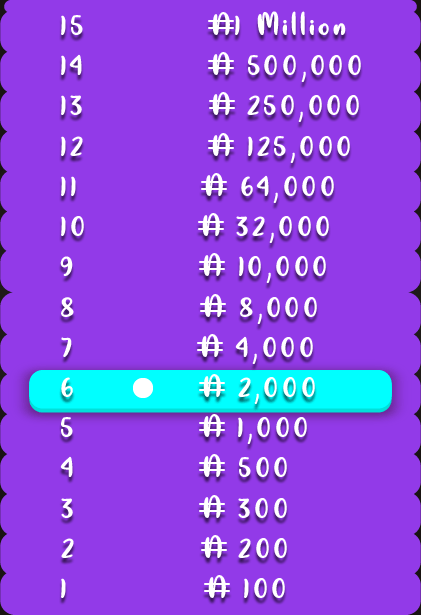 15 ₳1 Million
14 ₳ 500,000
13 ₳ 250,000
12 ₳ 125,000
11 ₳ 64,000
10 ₳ 32,000
9 ₳ 10,000
8 ₳ 8,000
7 ₳ 4,000
6 ₳ 2,000
5 ₳ 1,000
4 ₳ 500
3 ₳ 300
2 ₳ 200
1 ₳ 100